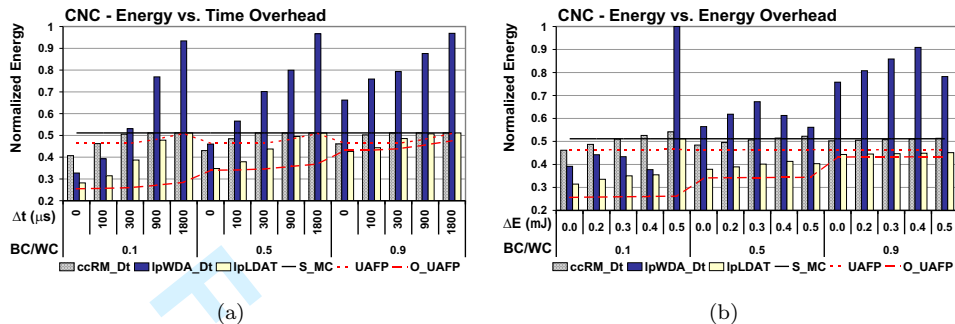 CNC - Energy vs. Time Overhead
Normalized Energy
1
0.9
0.8
0.7
0.6
0.5
0.4
0.3
0.2
Δt (µs)
0 100 300 900 1800 0 100 300 900 1800 0 100 300 900 1800
BC/WC 0.1 0.5 0.9
ccRM_Dt lpWDA_Dt lpLDAT S_MC UAFP O_UAFP
(a)
CNC - Energy vs. Energy Overhead
Normalized Energy
1
0.9
0.8
0.7
0.6
0.5
0.4
0.3
0.2
ΔE (mJ) 0.0 0.2 0.3 0.4 0.5 0.0 0.2 0.3 0.4 0.5 0.0 0.2 0.3 0.4 0.5
BC/WC 0.1 0.5 0.9
ccRM_Dt lpWDA_Dt lpLDAT S_MC UAFP O_UAFP
(b)